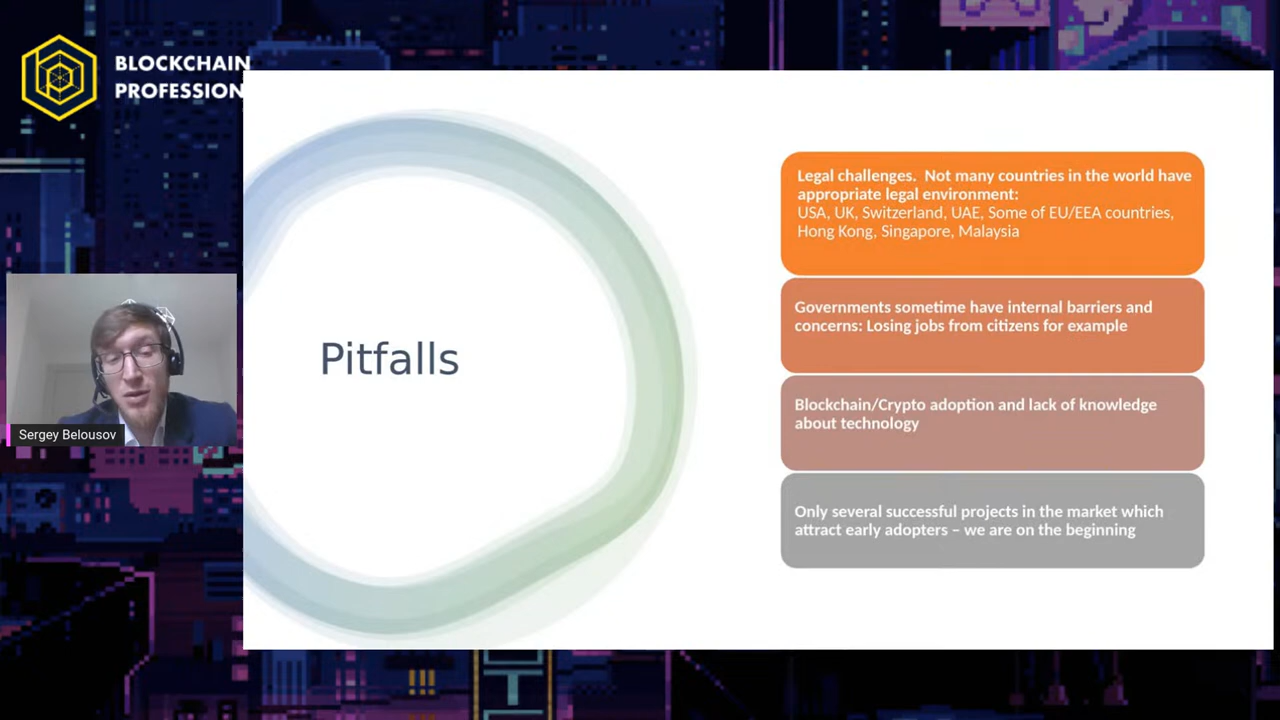 BLOCKCHAIN
PROFESSION
Pitfalls
Legal challenges.  Not many countries in the world have
appropriate legal environment:
USA, UK, Switzerland, UAE, Some of EU/EEA countries,
Hong Kong, Singapore, Malaysia
Governments sometime have internal barriers and
concerns: Losing jobs from citizens for example
Blockchain/Crypto adoption and lack of knowledge
about technology
Only several successful projects in the market which
attract early adopters – we are on the beginning
Sergey Belousov